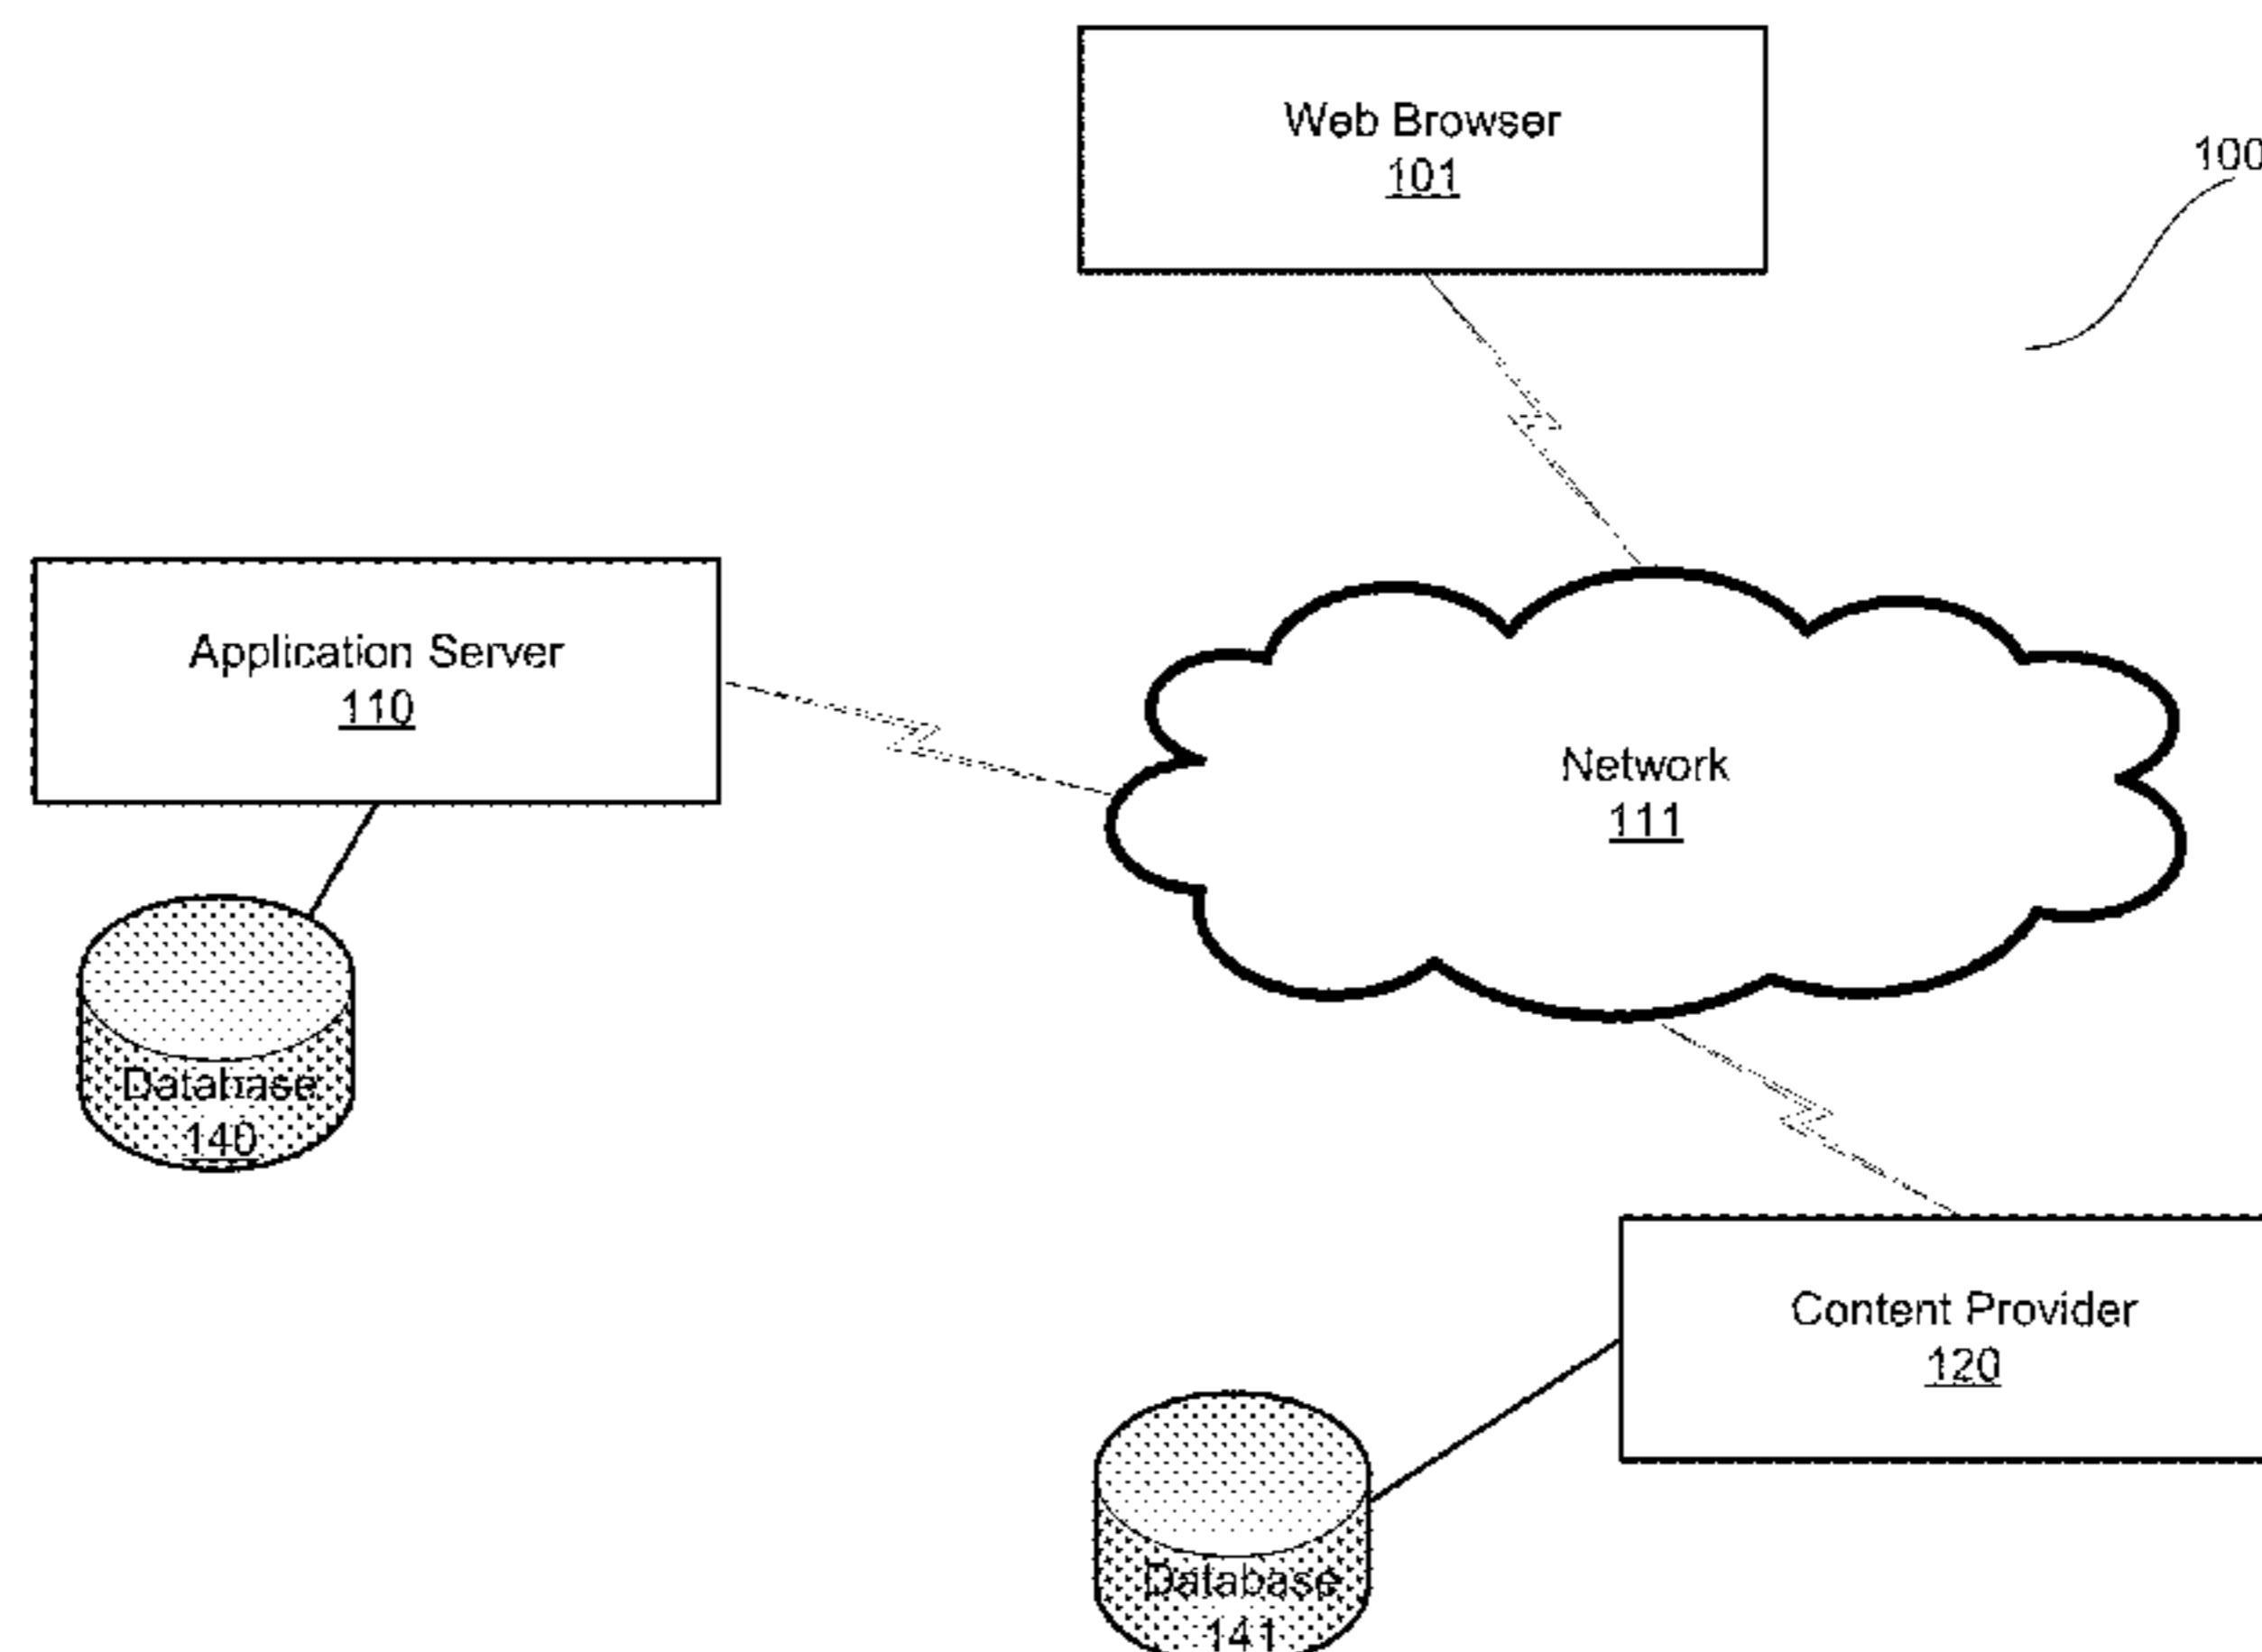 Web Browser
101
100
Application Server
110
Network
111
Database
140
Content Provider
120
Database
141